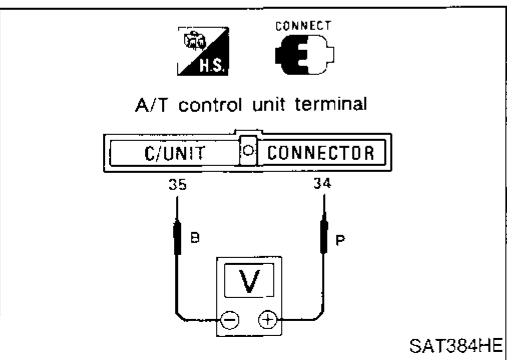 CONNECT
H.S.
A/T control unit terminal
C/UNIT CONNECTOR
35 34
B P
V
− +
SAT384HE